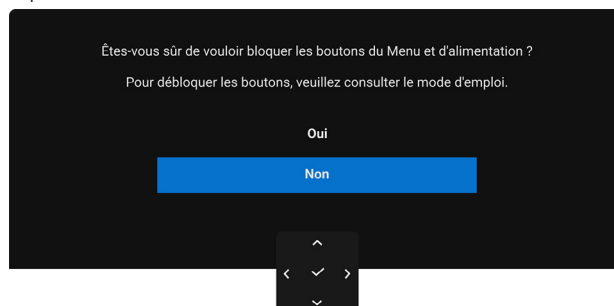 Êtes-vous sûr de vouloir bloquer les boutons du Menu et d'alimentation ?
Pour débloquer les boutons, veuillez consulter le mode d'emploi.
Oui
Non